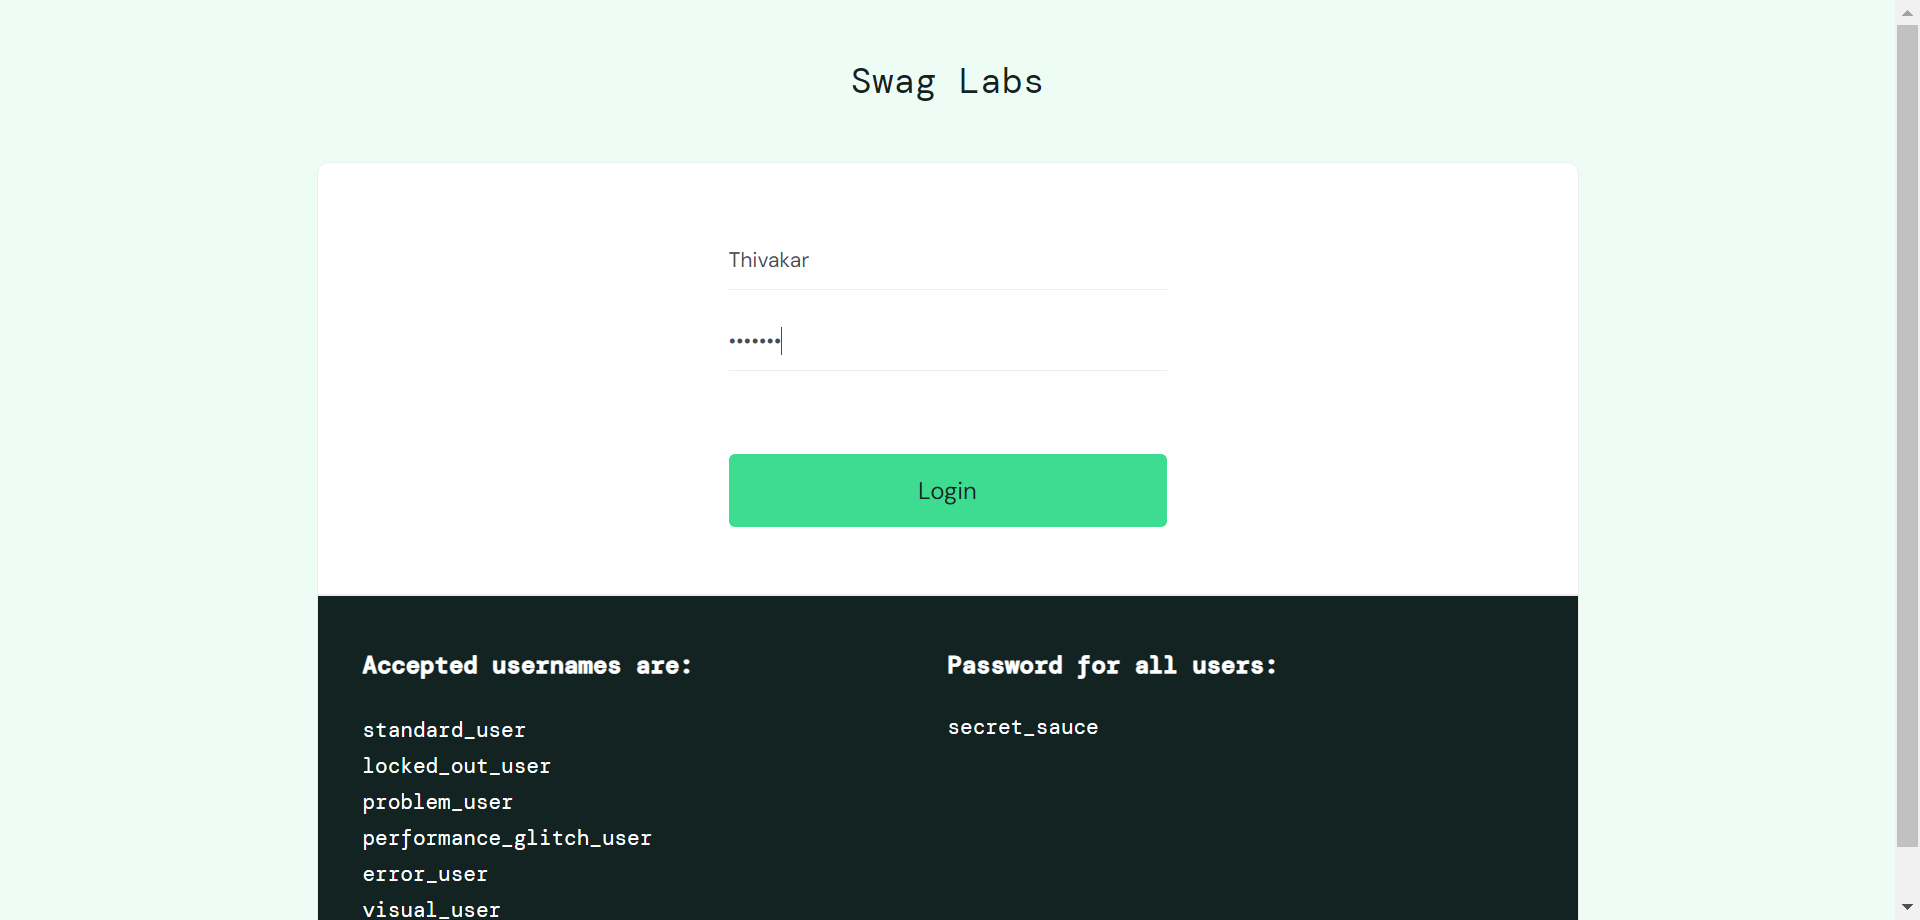 Swag Labs
Thivakar
•••••••
Login
Accepted usernames are:
standard_user
locked_out_user
problem_user
performance_glitch_user
error_user
visual_user
Password for all users:
secret_sauce